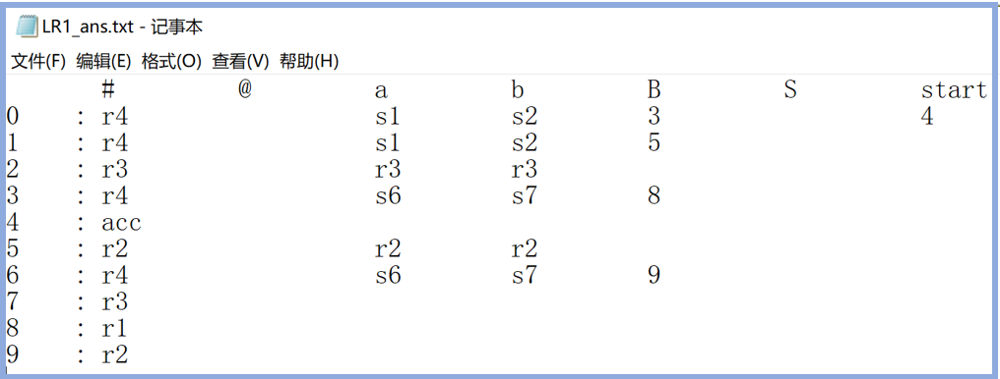 LR1_ans.txt - 记事本
文件(F) 编辑(E) 格式(O) 查看(V) 帮助(H)
# @ a b B S start
0 : r4 s1 s2 3 4
1 : r4 s1 s2 5
2 : r3 r3 r3
3 : r4 s6 s7 8
4 : acc
5 : r2 r2 r2
6 : r4 s6 s7 9
7 : r3
8 : r1
9 : r2